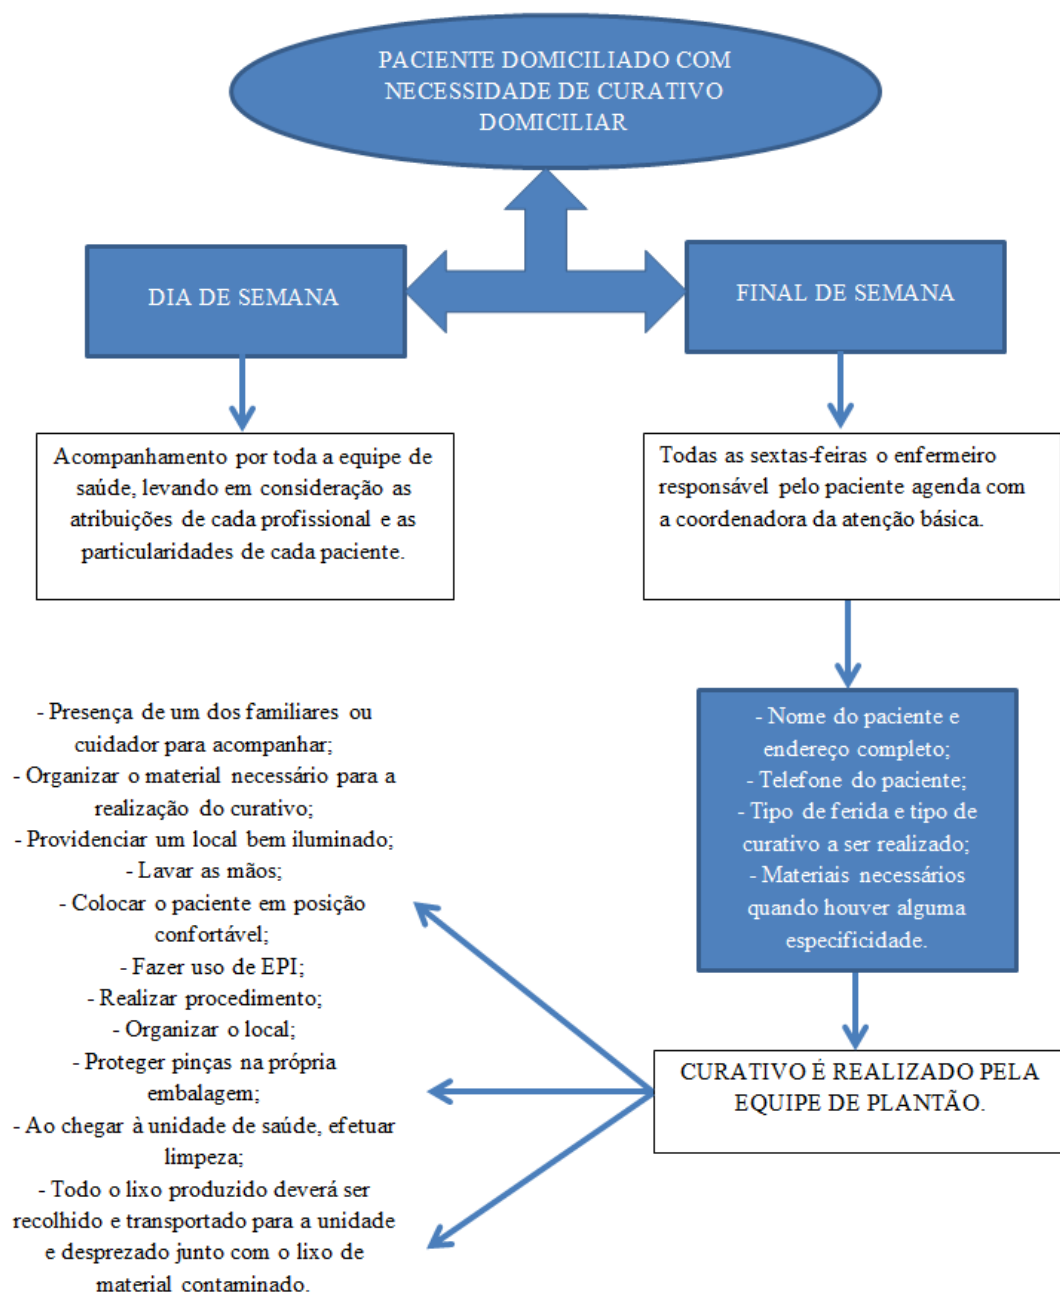 PACIENTE DOMICILIADO COM
NECESSIDADE DE CURATIVO
DOMICILIAR
DIA DE SEMANA
FINAL DE SEMANA
Acompanhamento por toda a equipe de
saúde, levando em consideração as
atribuições de cada profissional e as
particularidades de cada paciente.
Todas as sextas-feiras o enfermeiro
responsável pelo paciente agenda com
a coordenadora da atenção básica.
- Nome do paciente e
endereço completo;
- Telefone do paciente;
- Tipo de ferida e tipo de
curativo a ser realizado;
- Materiais necessários
quando houver alguma
especificidade.
CURATIVO É REALIZADO PELA
EQUIPE DE PLANTÃO.
- Presença de um dos familiares ou
cuidador para acompanhar;
- Organizar o material necessário para a
realização do curativo;
- Providenciar um local bem iluminado;
- Lavar as mãos;
- Colocar o paciente em posição
confortável;
- Fazer uso de EPI;
- Realizar procedimento;
- Organizar o local;
- Proteger pinças na própria
embalagem;
- Ao chegar à unidade de saúde, efetuar
limpeza;
- Todo o lixo produzido deverá ser
recolhido e transportado para a unidade
e desprezado junto com o lixo de
material contaminado.